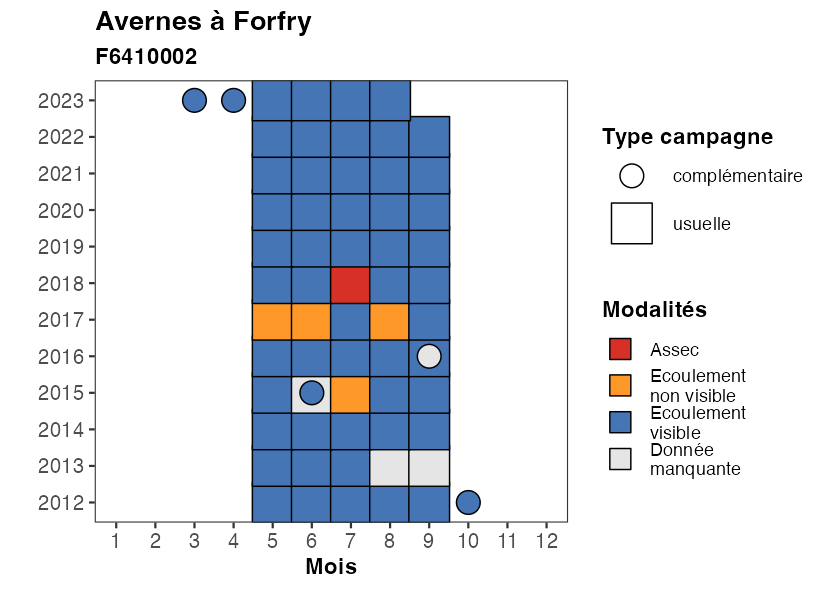 Avernes à Forfry
F6410002
2023
2022
2021
2020
2019
2018
2017
2016
2015
2014
2013
2012
1 2 3 4 5 6 7 8 9 10 11 12
Mois
Type campagne
complémentaire
usuelle
Modalités
Assec
Ecoulement
non visible
Ecoulement
visible
Donnée
manquante